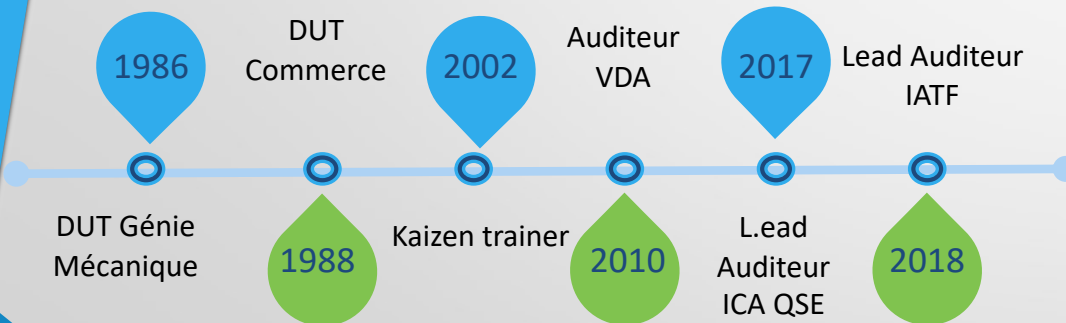 1986
DUT Génie
Mécanique
DUT
Commerce
1988
2002
Kaizen trainer
Auditeur
VDA
2010
2017
L.ead
Auditeur
ICA QSE
Lead Auditeur
IATF
2018